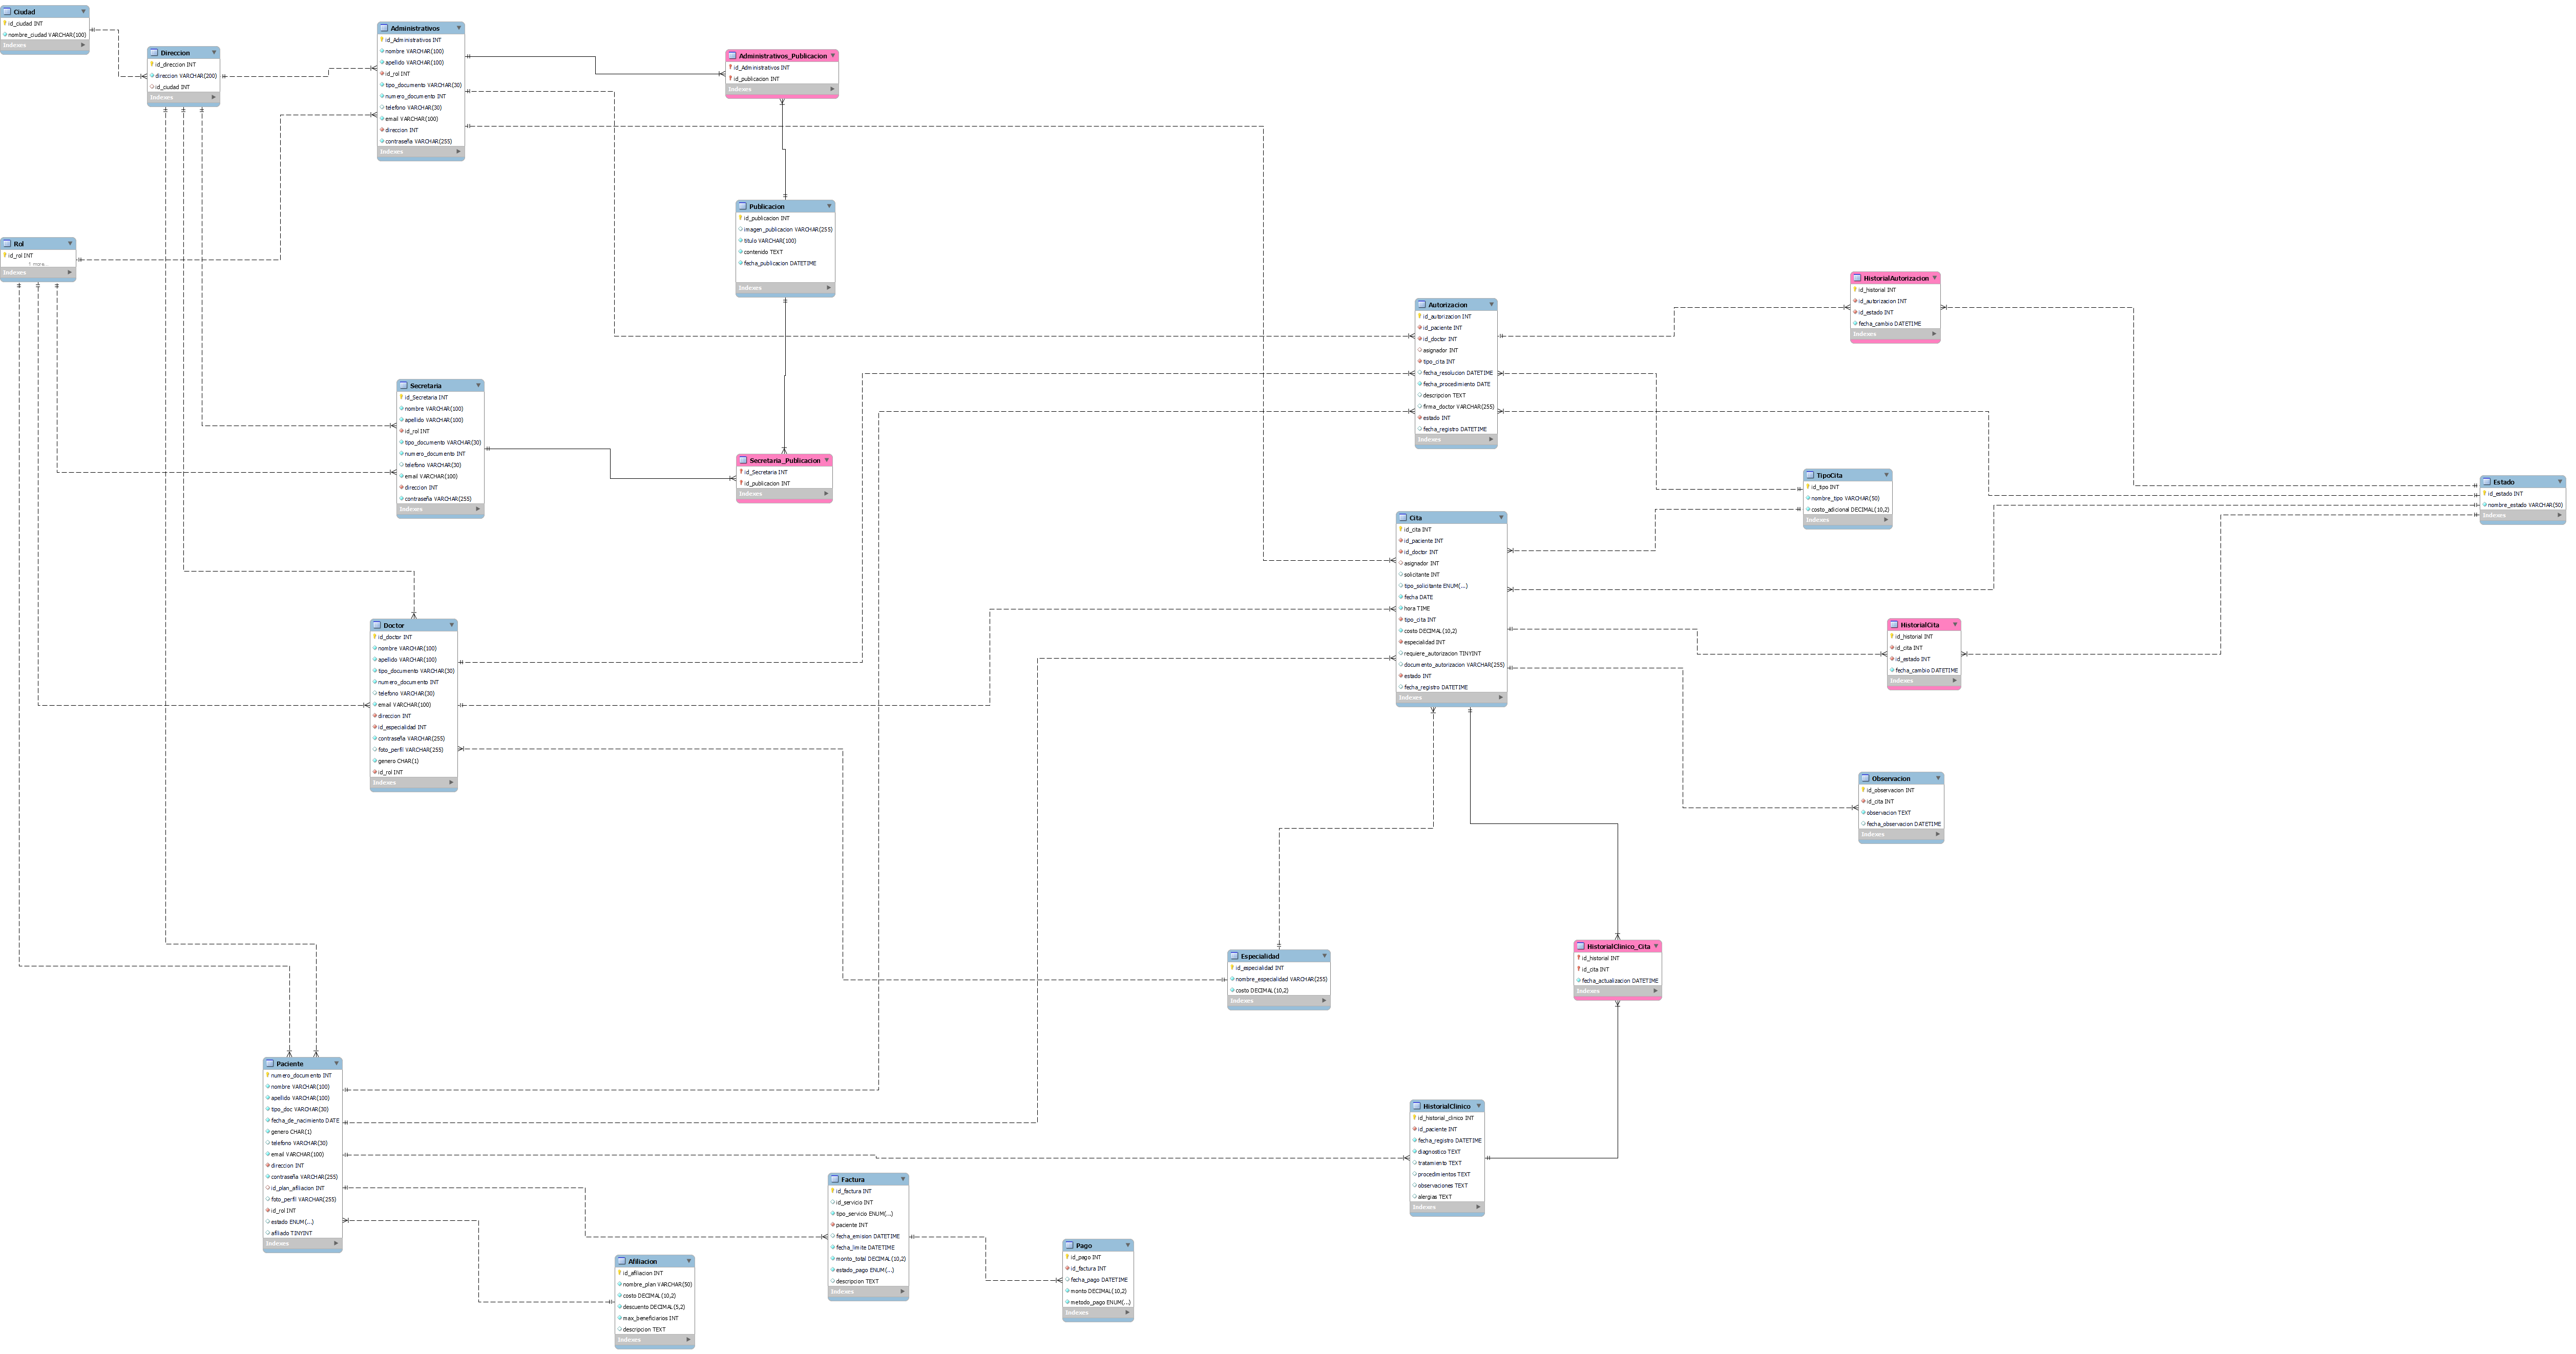 Ciudad
id_ciudad INT
nombre_ciudad VARCHAR(100)
Indexes
Direccion
id_direccion INT
direccion VARCHAR(200)
id_ciudad INT
Indexes
Administrativos
id_Administrativos INT
nombre VARCHAR(100)
apellido VARCHAR(100)
id_rol INT
tipo_documento VARCHAR(30)
numero_documento INT
telefono VARCHAR(30)
email VARCHAR(100)
direccion INT
contraseña VARCHAR(255)
Indexes
Administrativos_Publicacion
id_Administrativos INT
id_publicacion INT
Indexes
Publicacion
id_publicacion INT
imagen_publicacion VARCHAR(255)
titulo VARCHAR(100)
contenido TEXT
fecha_publicacion DATETIME
Indexes
Rol
id_rol INT
1 more...
Indexes
Secretaria
id_Secretaria INT
nombre VARCHAR(100)
apellido VARCHAR(100)
id_rol INT
tipo_documento VARCHAR(30)
numero_documento INT
telefono VARCHAR(30)
email VARCHAR(100)
direccion INT
contraseña VARCHAR(255)
Indexes
Secretaria_Publicacion
id_Secretaria INT
id_publicacion INT
Indexes
Autorizacion
id_autorizacion INT
id_paciente INT
id_doctor INT
asignador INT
tipo_cita INT
fecha_resolucion DATETIME
fecha_procedimiento DATE
descripcion TEXT
firma_doctor VARCHAR(255)
estado INT
fecha_registro DATETIME
Indexes
HistorialAutorizacion
id_historial INT
id_autorizacion INT
id_estado INT
fecha_cambio DATETIME
Indexes
TipoCita
id_tipo INT
nombre_tipo VARCHAR(50)
costo_adicional DECIMAL(10,2)
Indexes
Estado
id_estado INT
nombre_estado VARCHAR(50)
Indexes
Cita
id_cita INT
id_paciente INT
id_doctor INT
asignador INT
solicitante INT
tipo_solicitante ENUM(...)
fecha DATE
hora TIME
tipo_cita INT
costo DECIMAL(10,2)
especialidad INT
requiere_autorizacion TINYINT
documento_autorizacion VARCHAR(255)
estado INT
fecha_registro DATETIME
Indexes
HistorialCita
id_historial INT
id_cita INT
id_estado INT
fecha_cambio DATETIME
Indexes
Doctor
id_doctor INT
nombre VARCHAR(100)
apellido VARCHAR(100)
tipo_documento VARCHAR(30)
numero_documento INT
telefono VARCHAR(30)
email VARCHAR(100)
direccion INT
id_especialidad INT
contraseña VARCHAR(255)
foto_perfil VARCHAR(255)
genero CHAR(1)
id_rol INT
Indexes
Observacion
id_observacion INT
id_cita INT
observacion TEXT
fecha_observacion DATETIME
Indexes
Especialidad
id_especialidad INT
nombre_especialidad VARCHAR(255)
costo DECIMAL(10,2)
Indexes
HistorialClinico_Cita
id_historial INT
id_cita INT
fecha_actualizacion DATETIME
Indexes
Paciente
numero_documento INT
nombre VARCHAR(100)
apellido VARCHAR(100)
tipo_doc VARCHAR(30)
fecha_de_nacimiento DATE
genero CHAR(1)
telefono VARCHAR(30)
email VARCHAR(100)
direccion INT
contraseña VARCHAR(255)
id_plan_afiliacion INT
foto_perfil VARCHAR(255)
id_rol INT
estado ENUM(...)
afiliado TINYINT
Indexes
HistorialClinico
id_historial_clinico INT
id_paciente INT
fecha_registro DATETIME
diagnostico TEXT
tratamiento TEXT
procedimientos TEXT
observaciones TEXT
alergias TEXT
Indexes
Factura
id_factura INT
id_servicio INT
tipo_servicio ENUM(...)
paciente INT
fecha_emision DATETIME
fecha_limite DATETIME
monto_total DECIMAL(10,2)
estado_pago ENUM(...)
descripcion TEXT
Indexes
Pago
id_pago INT
id_factura INT
fecha_pago DATETIME
monto DECIMAL(10,2)
metodo_pago ENUM(...)
Indexes
Afiliacion
id_afiliacion INT
nombre_plan VARCHAR(50)
costo DECIMAL(10,2)
descuento DECIMAL(5,2)
max_beneficiarios INT
descripcion TEXT
Indexes